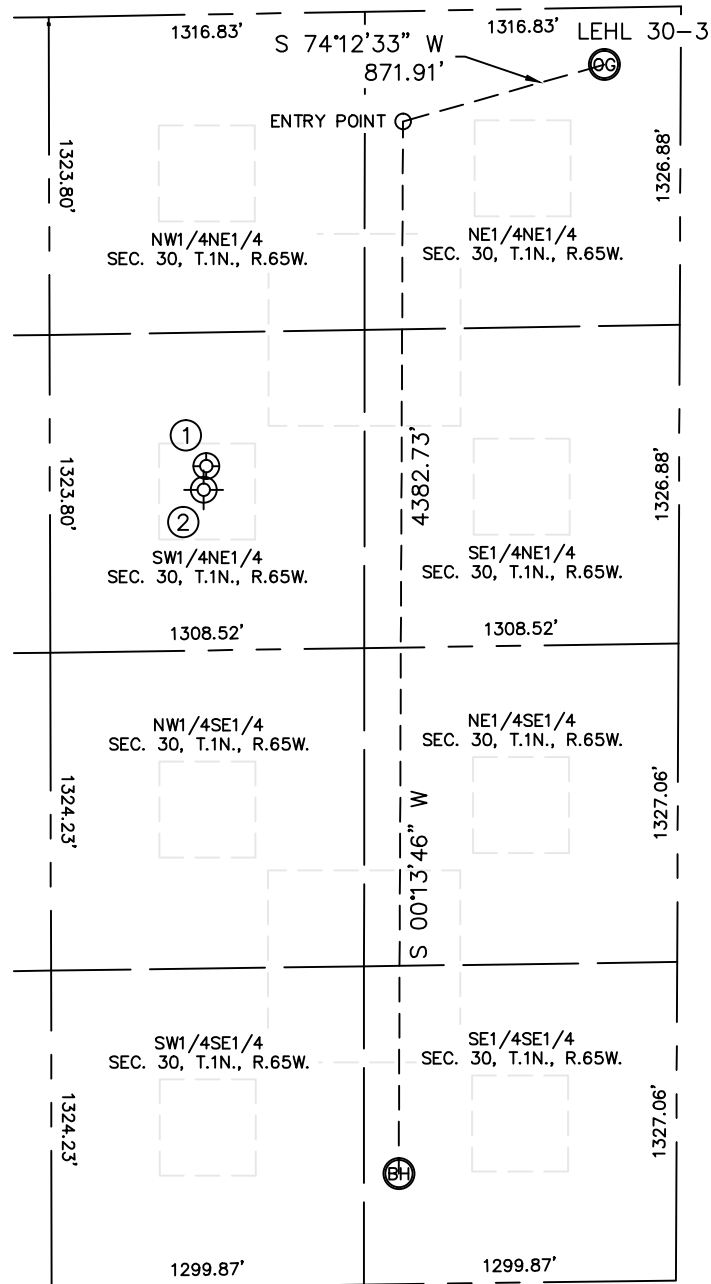 1316.83'
1316.83'
LEHL 30-3
S 74°12'33" W
871.91'
OG
ENTRY POINT
1323.80'
1326.88'
NW1/4NE1/4
SEC. 30, T.1N., R.65W.
NE1/4NE1/4
SEC. 30, T.1N., R.65W.
1
2
1323.80'
4382.73'
1326.88'
SW1/4NE1/4
SEC. 30, T.1N., R.65W.
SE1/4NE1/4
SEC. 30, T.1N., R.65W.
1308.52'
1308.52'
NW1/4SE1/4
SEC. 30, T.1N., R.65W.
NE1/4SE1/4
SEC. 30, T.1N., R.65W.
1324.23'
S 00°13'46" W
1327.06'
SW1/4SE1/4
SEC. 30, T.1N., R.65W.
SE1/4SE1/4
SEC. 30, T.1N., R.65W.
1324.23'
1327.06'
BH
1299.87'
1299.87'